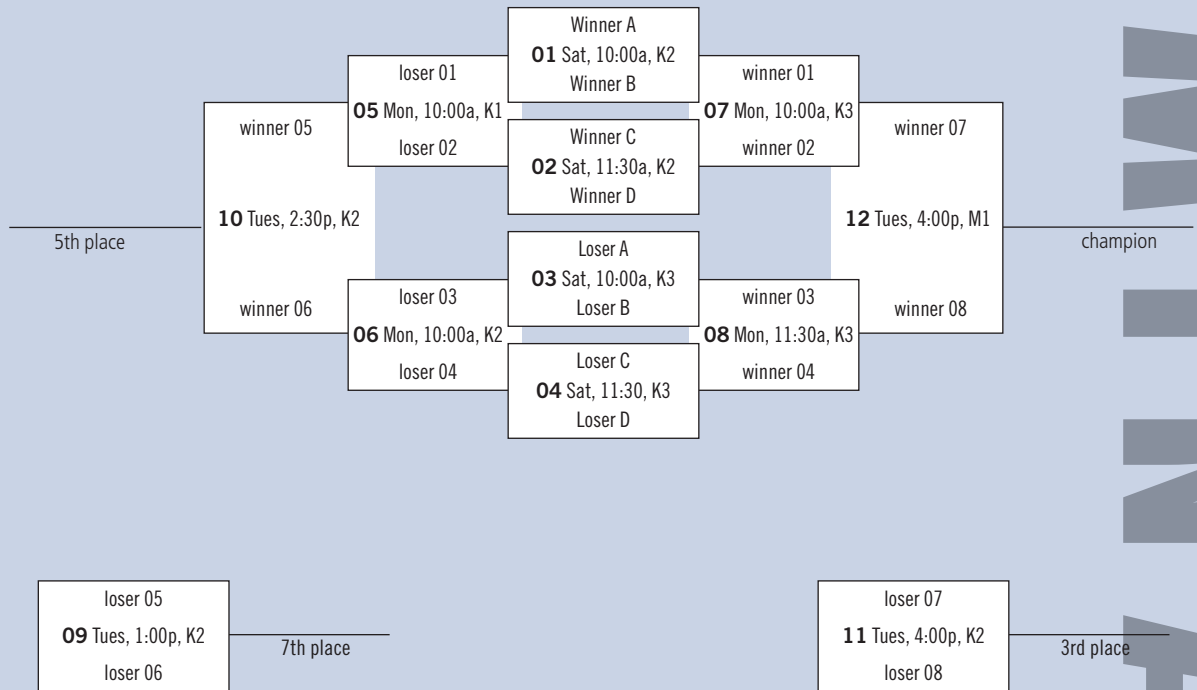 Winner A
01 Sat, 10:00a, K2
Winner B
loser 01
05 Mon, 10:00a, K1
loser 02
winner 01
07 Mon, 10:00a, K3
winner 02
Winner C
02 Sat, 11:30a, K2
Winner D
winner 05
10 Tues, 2:30p, K2
winner 06
5th place
winner 07
12 Tues, 4:00p, M1
winner 08
champion
Loser A
03 Sat, 10:00a, K3
Loser B
loser 03
06 Mon, 10:00a, K2
loser 04
winner 03
08 Mon, 11:30a, K3
winner 04
Loser C
04 Sat, 11:30, K3
Loser D
loser 05
09 Tues, 1:00p, K2
loser 06
7th place
loser 07
11 Tues, 4:00p, K2
loser 08
3rd place